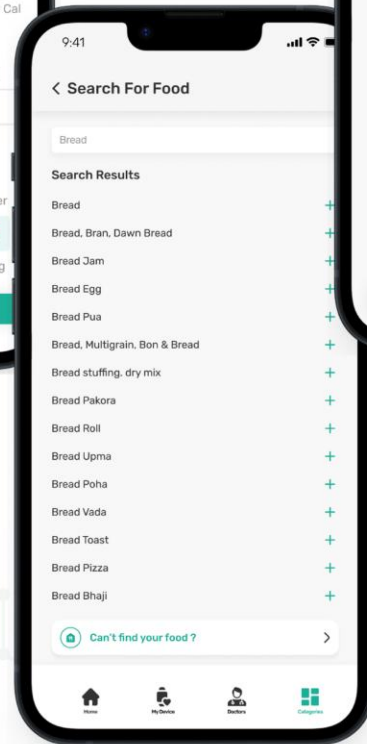 Cal
9:41
Search For Food
Bread
Search Results
Bread
Bread, Bran, Dawn Bread
Bread Jam
Bread Egg
Bread Pua
Bread, Multigrain, Bon & Bread
Bread stuffing. dry mix
Bread Pakora
Bread Roll
Bread Upma
Bread Poha
Bread Vada
Bread Toast
Bread Pizza
Bread Bhaji
Can't find your food ?
Home
My Device
Doctors
Categories